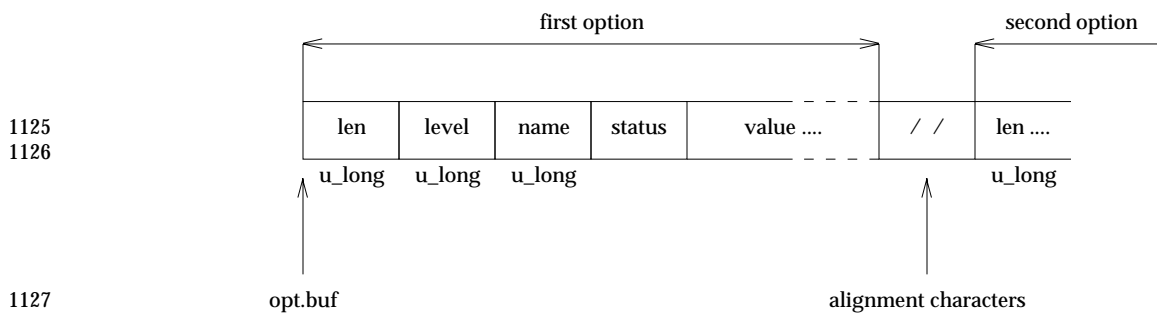 first option second option
1125 len level name status value .... / / len ....
1126
u_long u_long u_long u_long
1127 opt.buf alignment characters